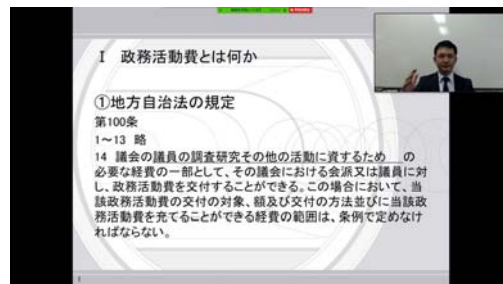 Ⅰ 政務活動費とは何か
①地方自治法の規定
第100条
1～13 略
14 議会の議員の調査研究その他の活動に資するため の
必要な経費の一部として、その議会における会派又は議員に対
し、政務活動費を交付することができる。この場合において、当
該政務活動費の交付の対象、額及び交付の方法並びに当該政
務活動費を充てることができる経費の範囲は、条例で定めなけ
ればならない。